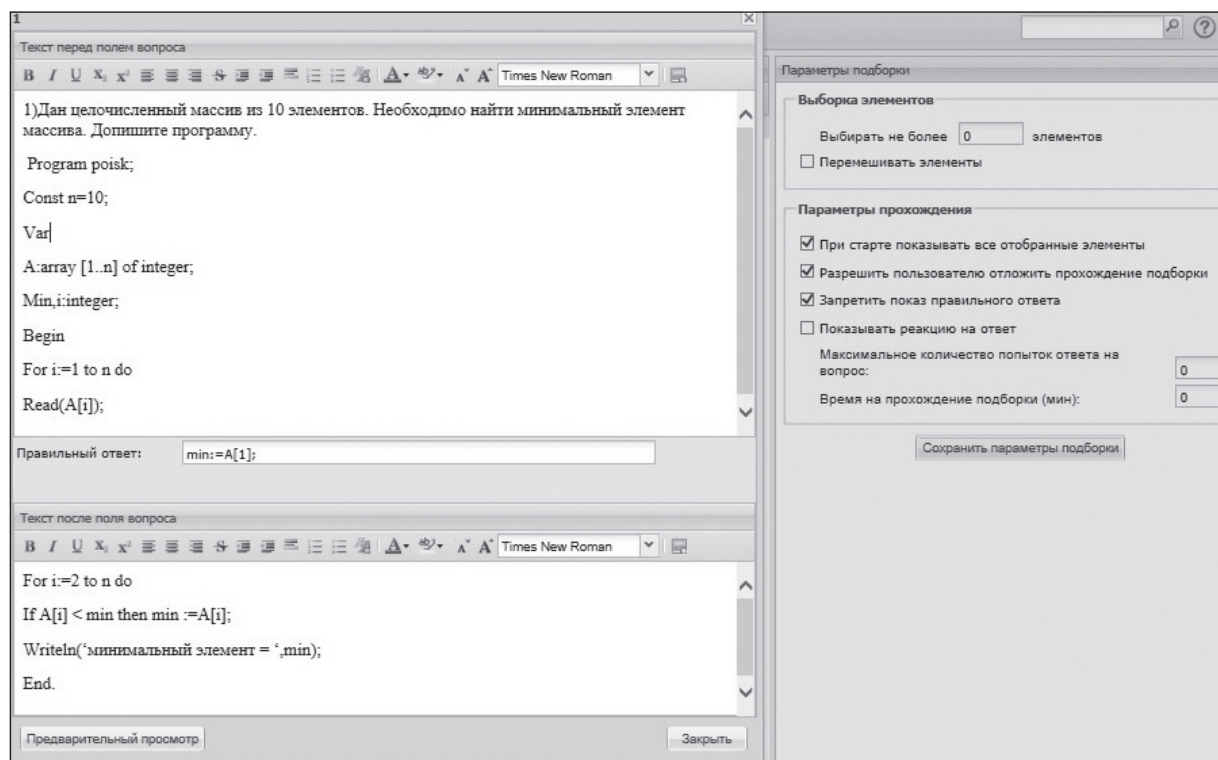 1
Текст перед полем вопроса
B I U X₂ x² S A ab A A Times New Roman
1)Дан целочисленный массив из 10 элементов. Необходимо найти минимальный элемент
массива. Допишите программу.
Program poisk;
Const n=10;
Var
A:array [1..n] of integer;
Min,i:integer;
Begin
For i:=1 to n do
Read(A[i]);
Правильный ответ: min:=A[1];
Текст после поля вопроса
B I U X₂ x² S A ab A A Times New Roman
For i:=2 to n do
If A[i] < min then min :=A[i];
Writeln(‘минимальный элемент = ‘,min);
End.
Предварительный просмотр Закрыть
?
Параметры подборки
Выборка элементов
Выбирать не более 0 элементов
Перемешивать элементы
Параметры прохождения
При старте показывать все отобранные элементы
Разрешить пользователю отложить прохождение подборки
Запретить показ правильного ответа
Показывать реакцию на ответ
Максимальное количество попыток ответа на
вопрос: 0
Время на прохождение подборки (мин): 0
Сохранить параметры подборки